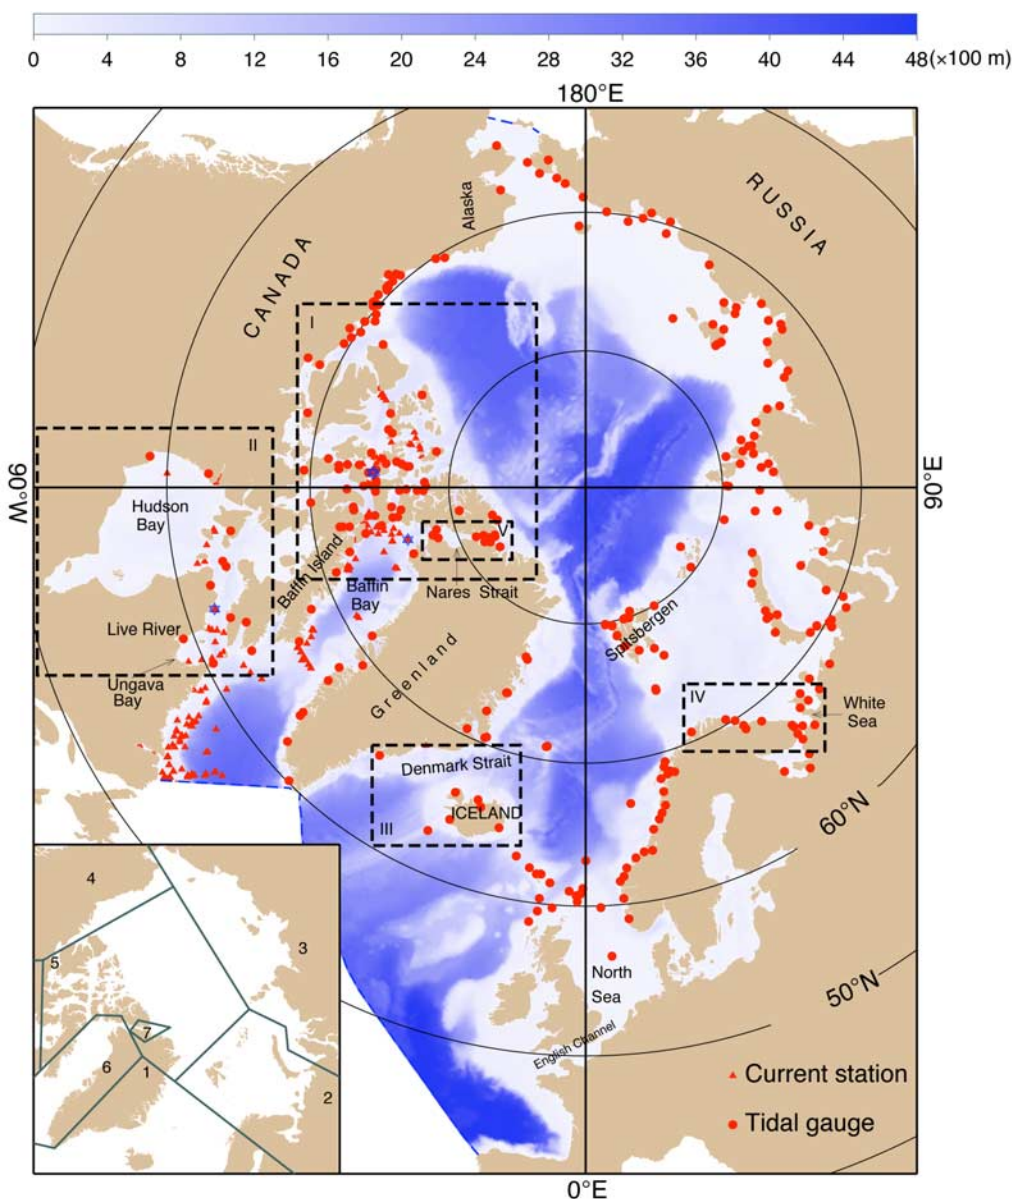 0 4 8 12 16 20 24 28 32 36 40 44 48(×100 m)
180°E
RUSSIA
Alaska
CANADA
I
II
90°W
90°E
Hudson
Bay
V
Baffin Island
Baffin
Bay
Nares Strait
Live River
Spitsbergen
Greenland
Ungava
Bay
IV
White
Sea
Denmark Strait
ICELAND
III
60°N
4
3
5
50°N
North
Sea
7
English Channel
6
1
2
Current station
Tidal gauge
0°E